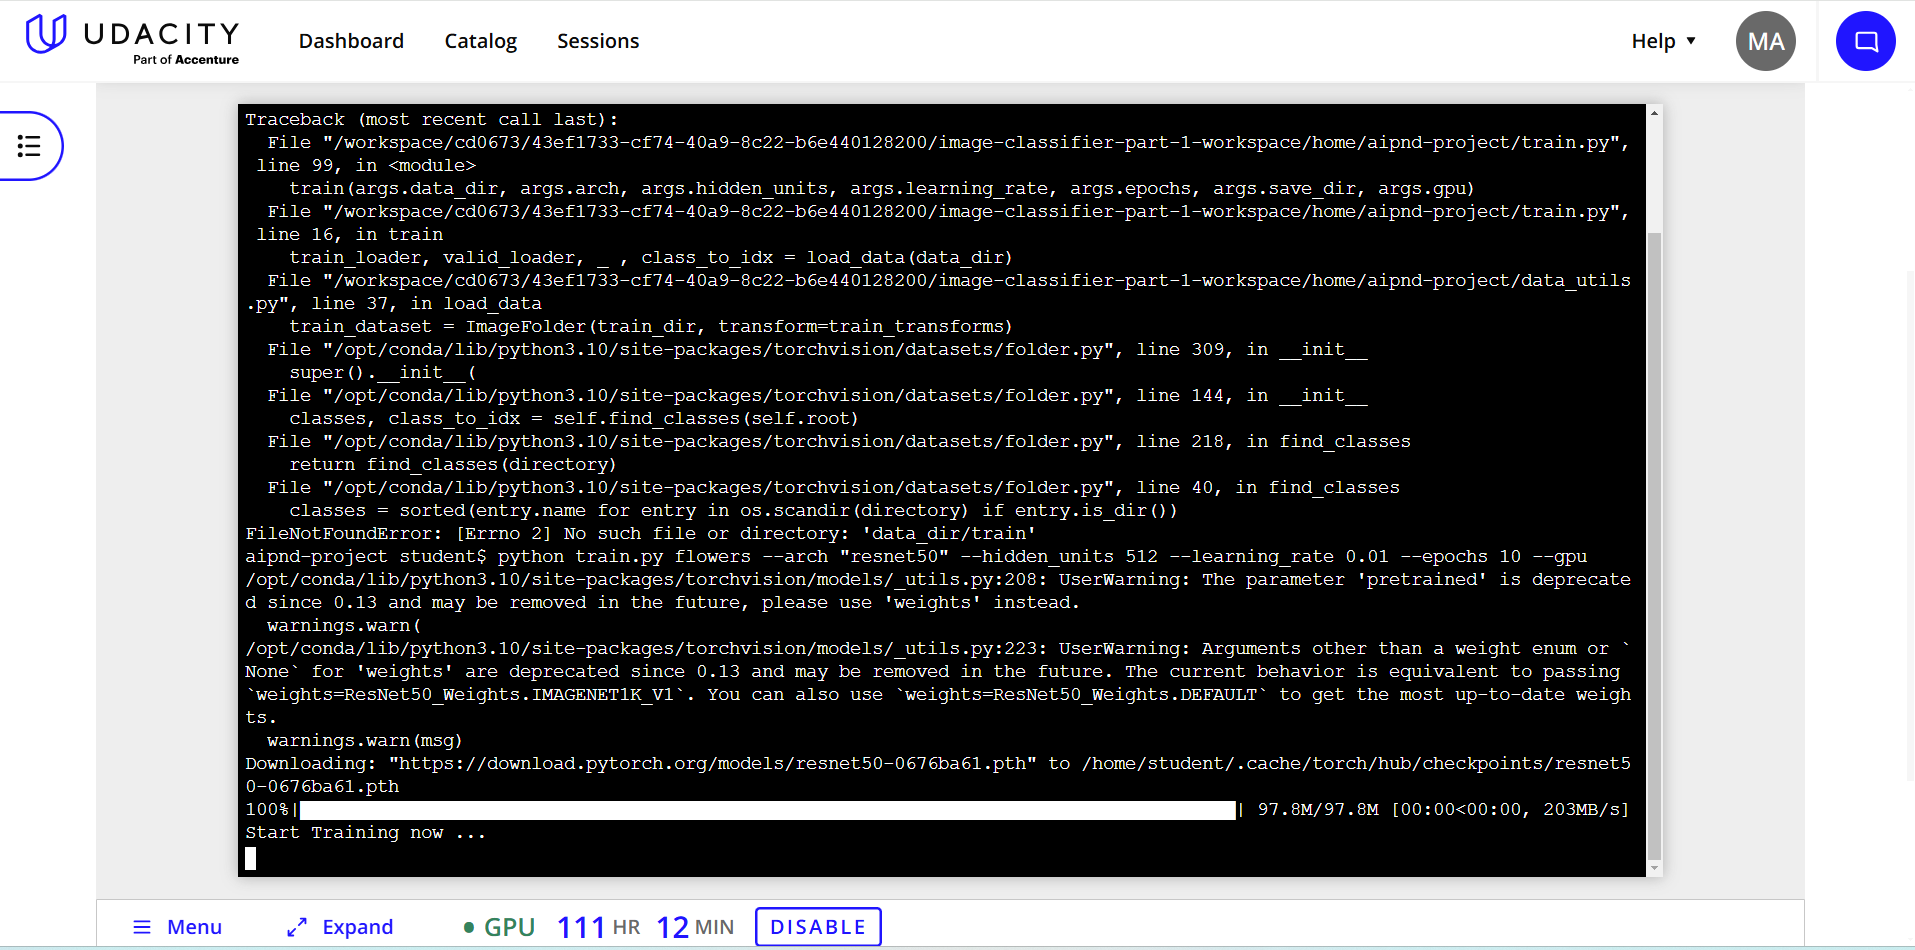 UDACITY
Part of Accenture
Dashboard Catalog Sessions
Help ▼ MA
Traceback (most recent call last):
  File "/workspace/cd0673/43ef1733-cf74-40a9-8c22-b6e440128200/image-classifier-part-1-workspace/home/aipnd-project/train.py",
 line 99, in <module>
    train(args.data_dir, args.arch, args.hidden_units, args.learning_rate, args.epochs, args.save_dir, args.gpu)
  File "/workspace/cd0673/43ef1733-cf74-40a9-8c22-b6e440128200/image-classifier-part-1-workspace/home/aipnd-project/train.py",
 line 16, in train
    train_loader, valid_loader, _ , class_to_idx = load_data(data_dir)
  File "/workspace/cd0673/43ef1733-cf74-40a9-8c22-b6e440128200/image-classifier-part-1-workspace/home/aipnd-project/data_utils
.py", line 37, in load_data
    train_dataset = ImageFolder(train_dir, transform=train_transforms)
  File "/opt/conda/lib/python3.10/site-packages/torchvision/datasets/folder.py", line 309, in __init__
    super().__init__(
  File "/opt/conda/lib/python3.10/site-packages/torchvision/datasets/folder.py", line 144, in __init__
    classes, class_to_idx = self.find_classes(self.root)
  File "/opt/conda/lib/python3.10/site-packages/torchvision/datasets/folder.py", line 218, in find_classes
    return find_classes(directory)
  File "/opt/conda/lib/python3.10/site-packages/torchvision/datasets/folder.py", line 40, in find_classes
    classes = sorted(entry.name for entry in os.scandir(directory) if entry.is_dir())
FileNotFoundError: [Errno 2] No such file or directory: 'data_dir/train'
aipnd-project student$ python train.py flowers --arch "resnet50" --hidden_units 512 --learning_rate 0.01 --epochs 10 --gpu
/opt/conda/lib/python3.10/site-packages/torchvision/models/_utils.py:208: UserWarning: The parameter 'pretrained' is deprecate
d since 0.13 and may be removed in the future, please use 'weights' instead.
  warnings.warn(
/opt/conda/lib/python3.10/site-packages/torchvision/models/_utils.py:223: UserWarning: Arguments other than a weight enum or `
None` for 'weights' are deprecated since 0.13 and may be removed in the future. The current behavior is equivalent to passing
`weights=ResNet50_Weights.IMAGENET1K_V1`. You can also use `weights=ResNet50_Weights.DEFAULT` to get the most up-to-date weigh
ts.
  warnings.warn(msg)
Downloading: "https://download.pytorch.org/models/resnet50-0676ba61.pth" to /home/student/.cache/torch/hub/checkpoints/resnet5
0-0676ba61.pth
100%| | 97.8M/97.8M [00:00<00:00, 203MB/s]
Start Training now ...
Menu Expand GPU 111 HR 12 MIN DISABLE